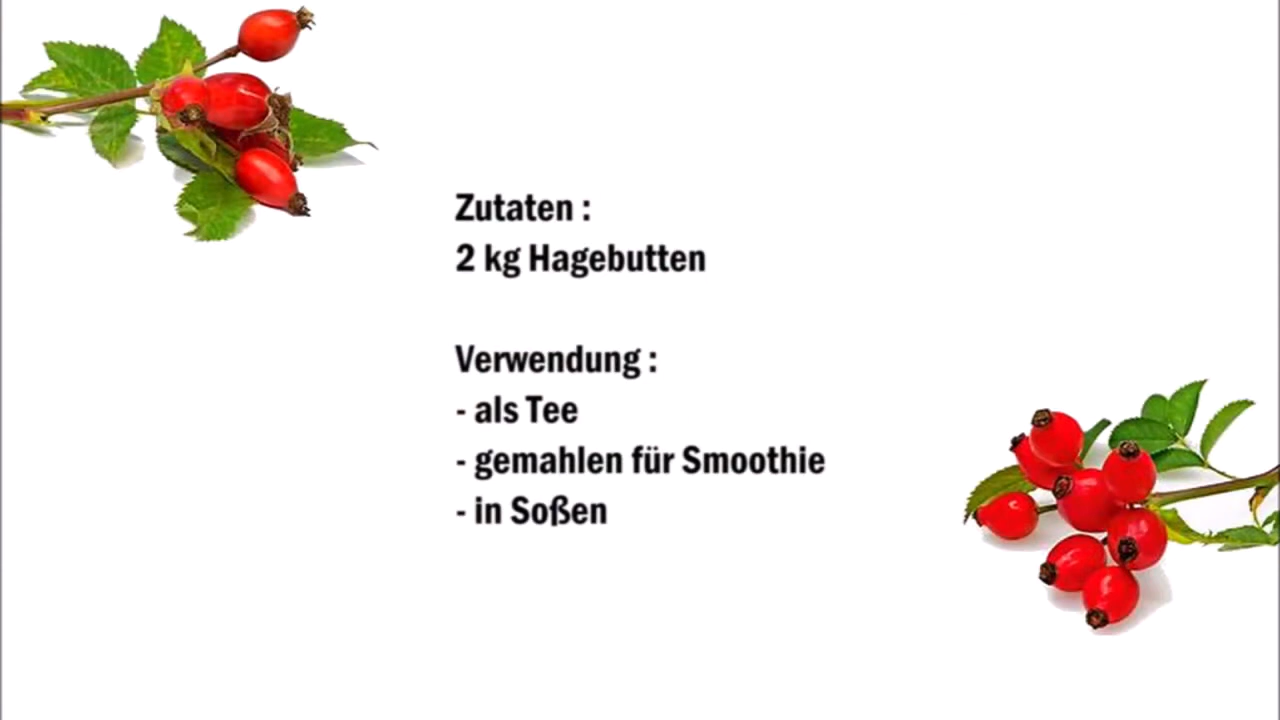 Zutaten :
2 kg Hagebutten
Verwendung :
- als Tee
- gemahlen für Smoothie
- in Soßen